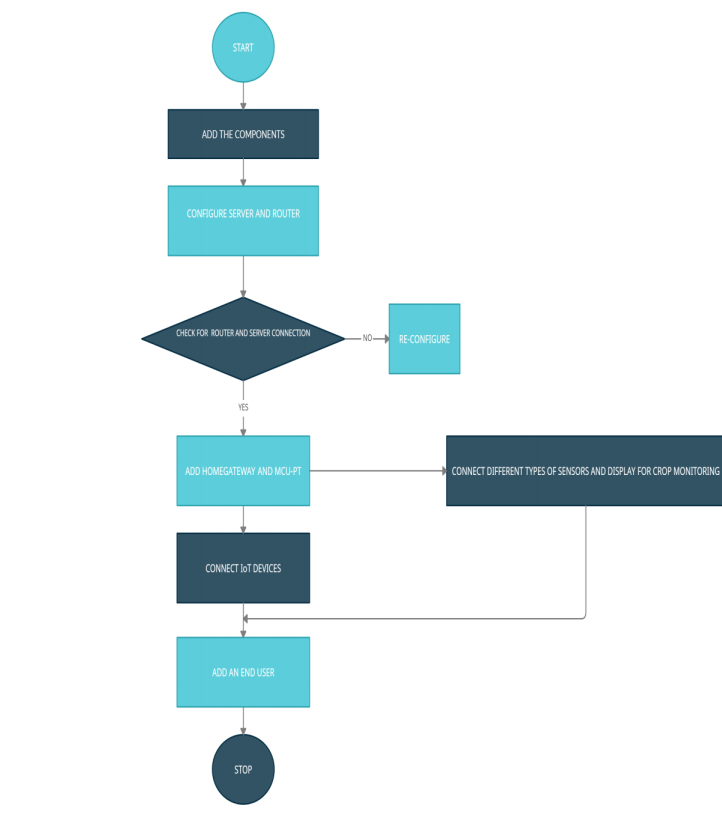 START
ADD THE COMPONENTS
CONFIGURE SERVER AND ROUTER
CHECK FOR ROUTER AND SERVER CONNECTION
NO
RE-CONFIGURE
YES
ADD HOMEGATEWAY AND MCU-PT
CONNECT DIFFERENT TYPES OF SENSORS AND DISPLAY FOR CROP MONITORING
CONNECT IoT DEVICES
ADD AN END USER
STOP